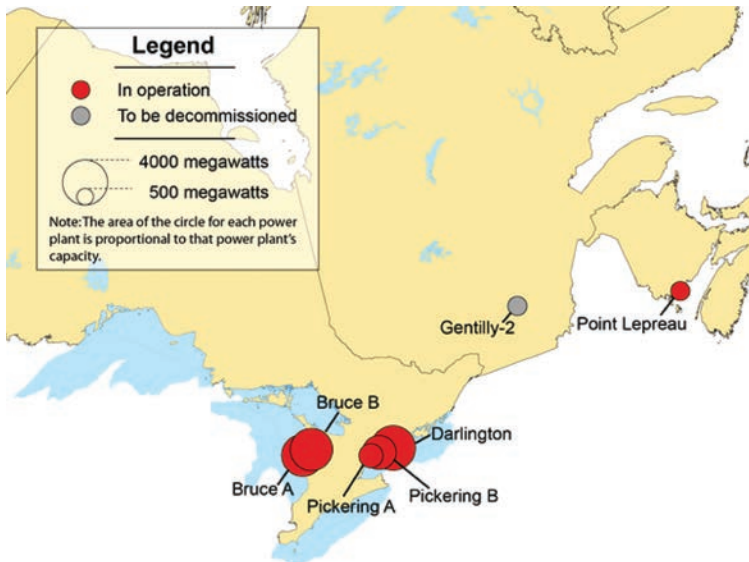 Legend
In operation
To be decommissioned
4000 megawatts
500 megawatts
Note:The area of the circle for each power
plant is proportional to that power plant's
capacity.
Gentilly-2
Point Lepreau
Bruce B
Darlington
Bruce A
Pickering A
Pickering B